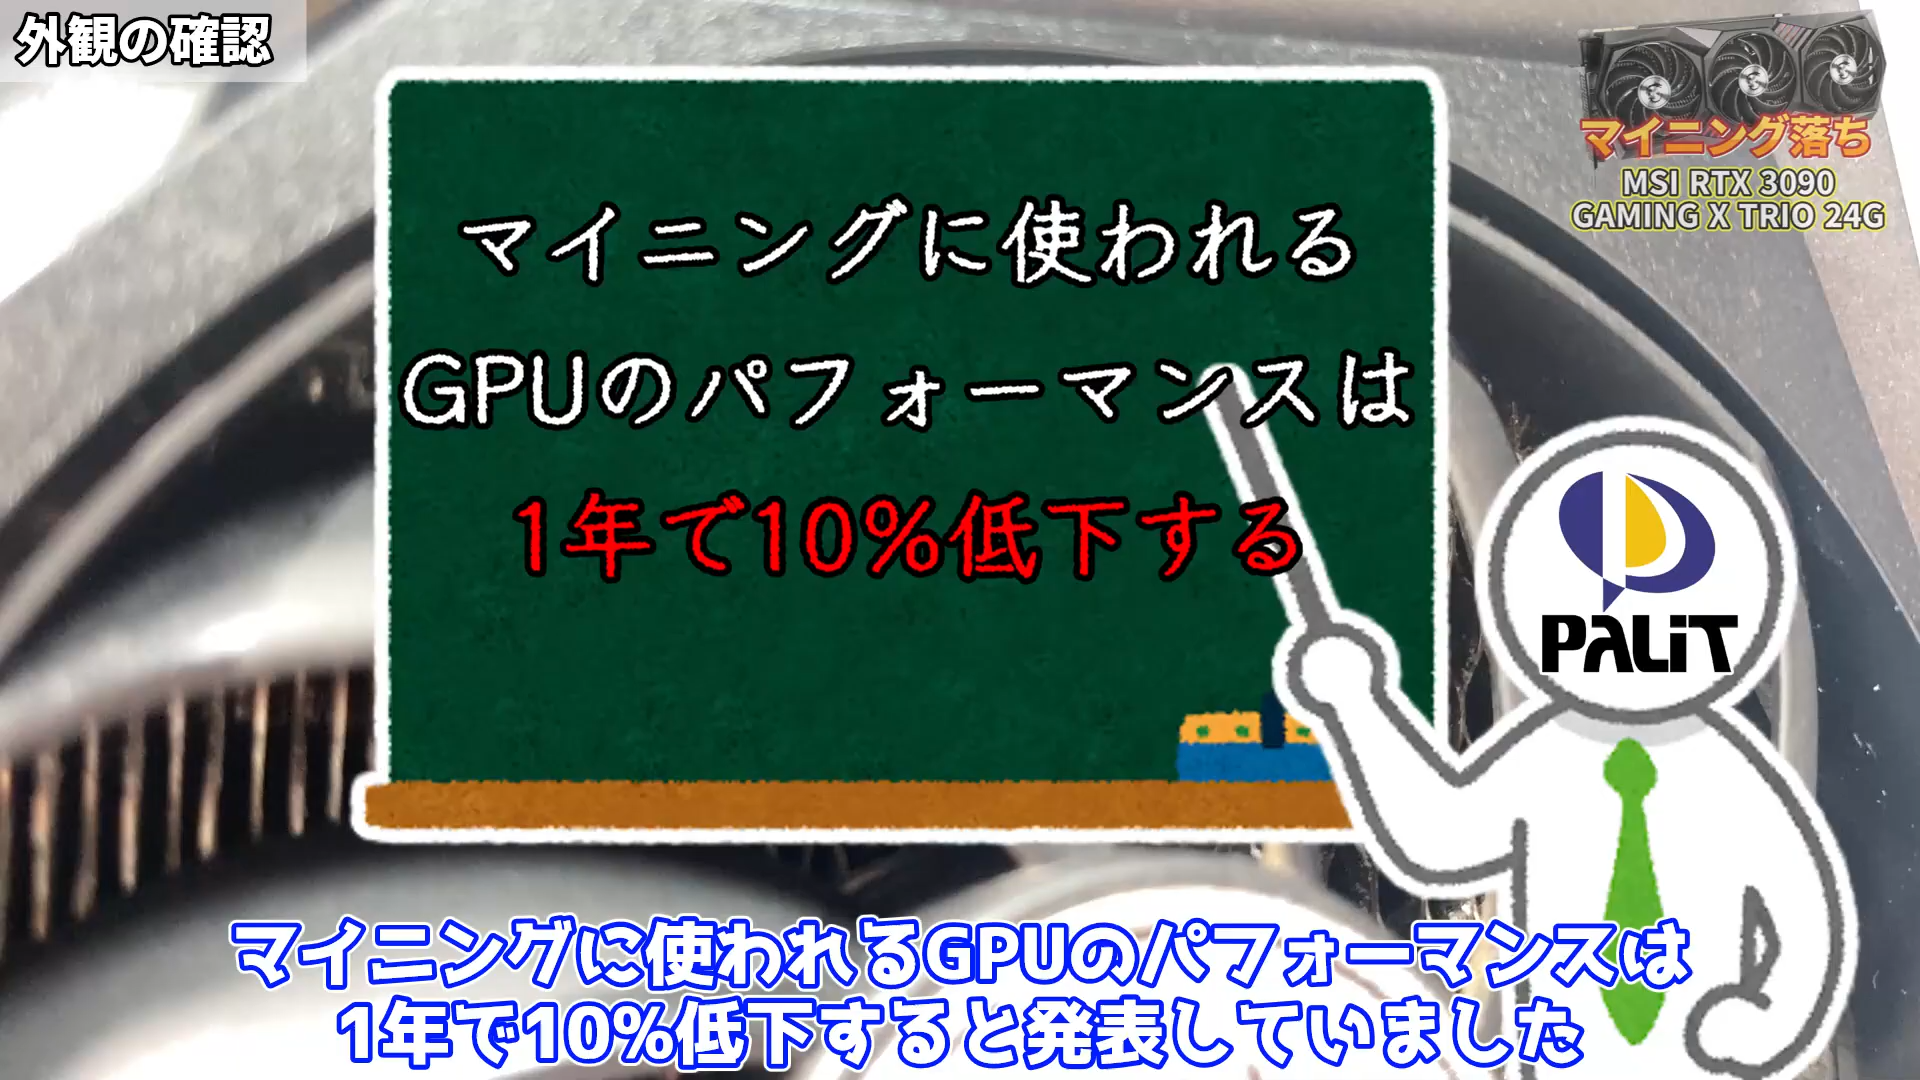 外観の確認
マイニング落ち
MSI RTX 3090
GAMING X TRIO 24G
マイニングに使われる
GPUのパフォーマンスは
1年で10%低下する
PALiT
マイニングに使われるGPUのパフォーマンスは
1年で10%低下すると発表していました